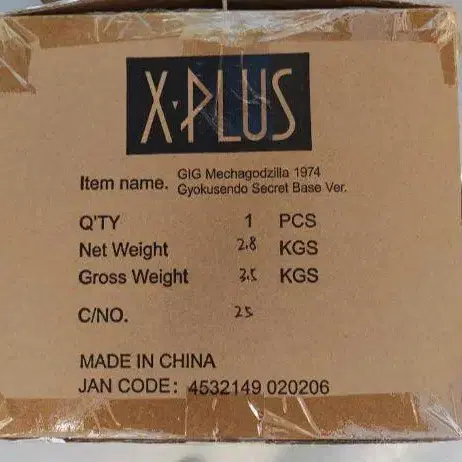 X·PLUS
Item name. GIG Mechagodzilla 1974
Gyokusendo Secret Base Ver.
Q'TY 1 PCS
Net Weight 2.8 KGS
Gross Weight 3.5 KGS
C/NO. 25
MADE IN CHINA
JAN CODE: 4532149 020206